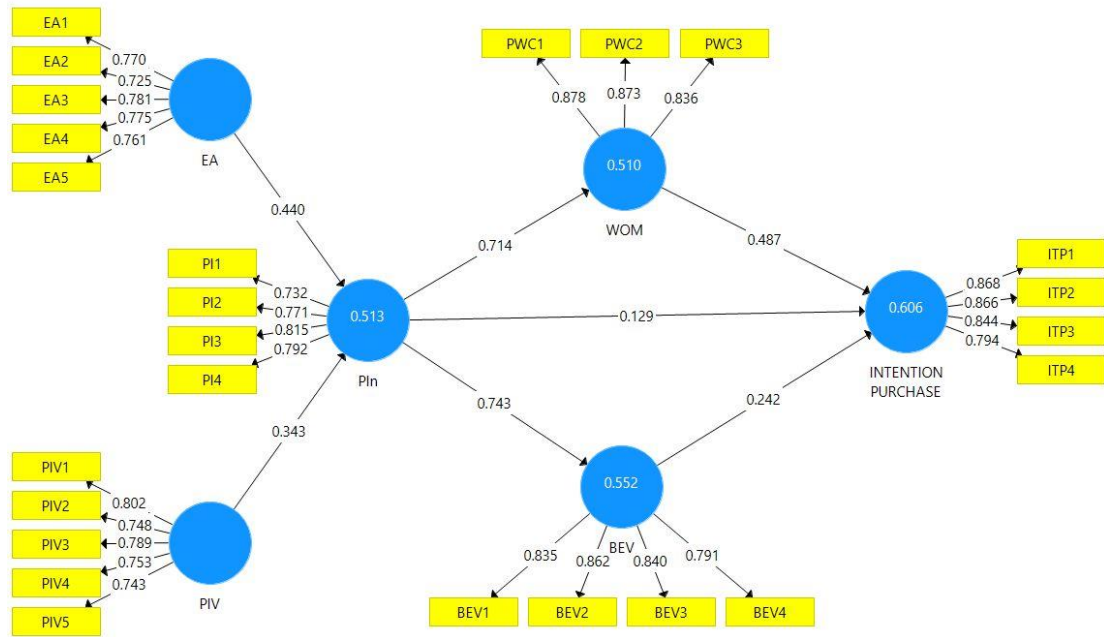 EA1
EA2
EA3
EA4
EA5
0.770
0.725
0.781
0.775
0.761
EA
0.440
PWC1
PWC2
PWC3
0.878
0.873
0.836
0.510
WOM
0.714
0.487
PI1
PI2
PI3
PI4
0.732
0.771
0.815
0.792
0.513
PIn
0.129
ITP1
ITP2
ITP3
ITP4
0.868
0.866
0.844
0.794
0.606
INTENTION
PURCHASE
0.343
0.743
0.242
PIV1
PIV2
PIV3
PIV4
PIV5
0.802
0.748
0.789
0.753
0.743
PIV
0.552
BEV
0.835
0.862
0.840
0.791
BEV1
BEV2
BEV3
BEV4